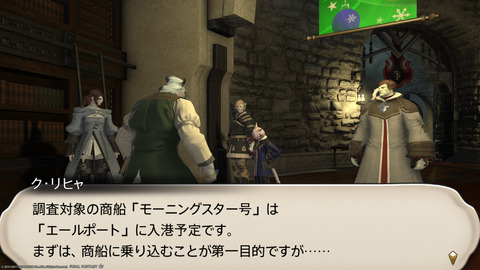 ク・リヒャ
調査対象の商船「モーニングスター号」は
「エールポート」に入港予定です。
まずは、商船に乗り込むことが第一目的ですが……